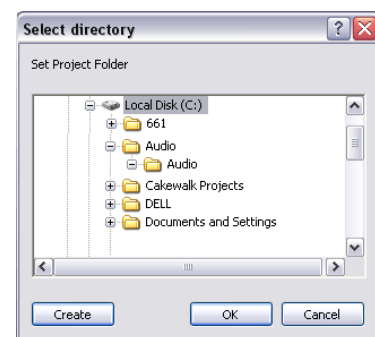 Select directory
Set Project Folder
Local Disk (C:)
661
Audio
Audio
Cakewalk Projects
DELL
Documents and Settings
Create OK Cancel